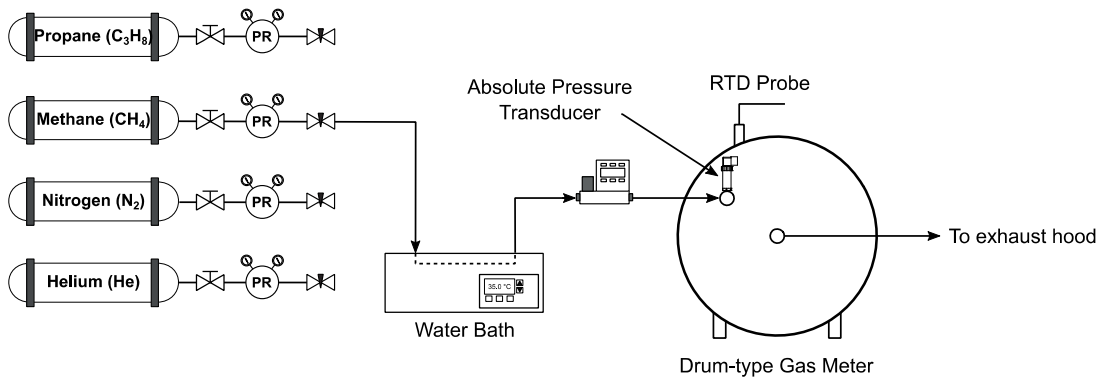 Propane (C₃H₈)
PR
Methane (CH₄)
PR
Nitrogen (N₂)
PR
Helium (He)
PR
35.0 °C
Water Bath
Absolute Pressure
Transducer
RTD Probe
To exhaust hood
Drum-type Gas Meter